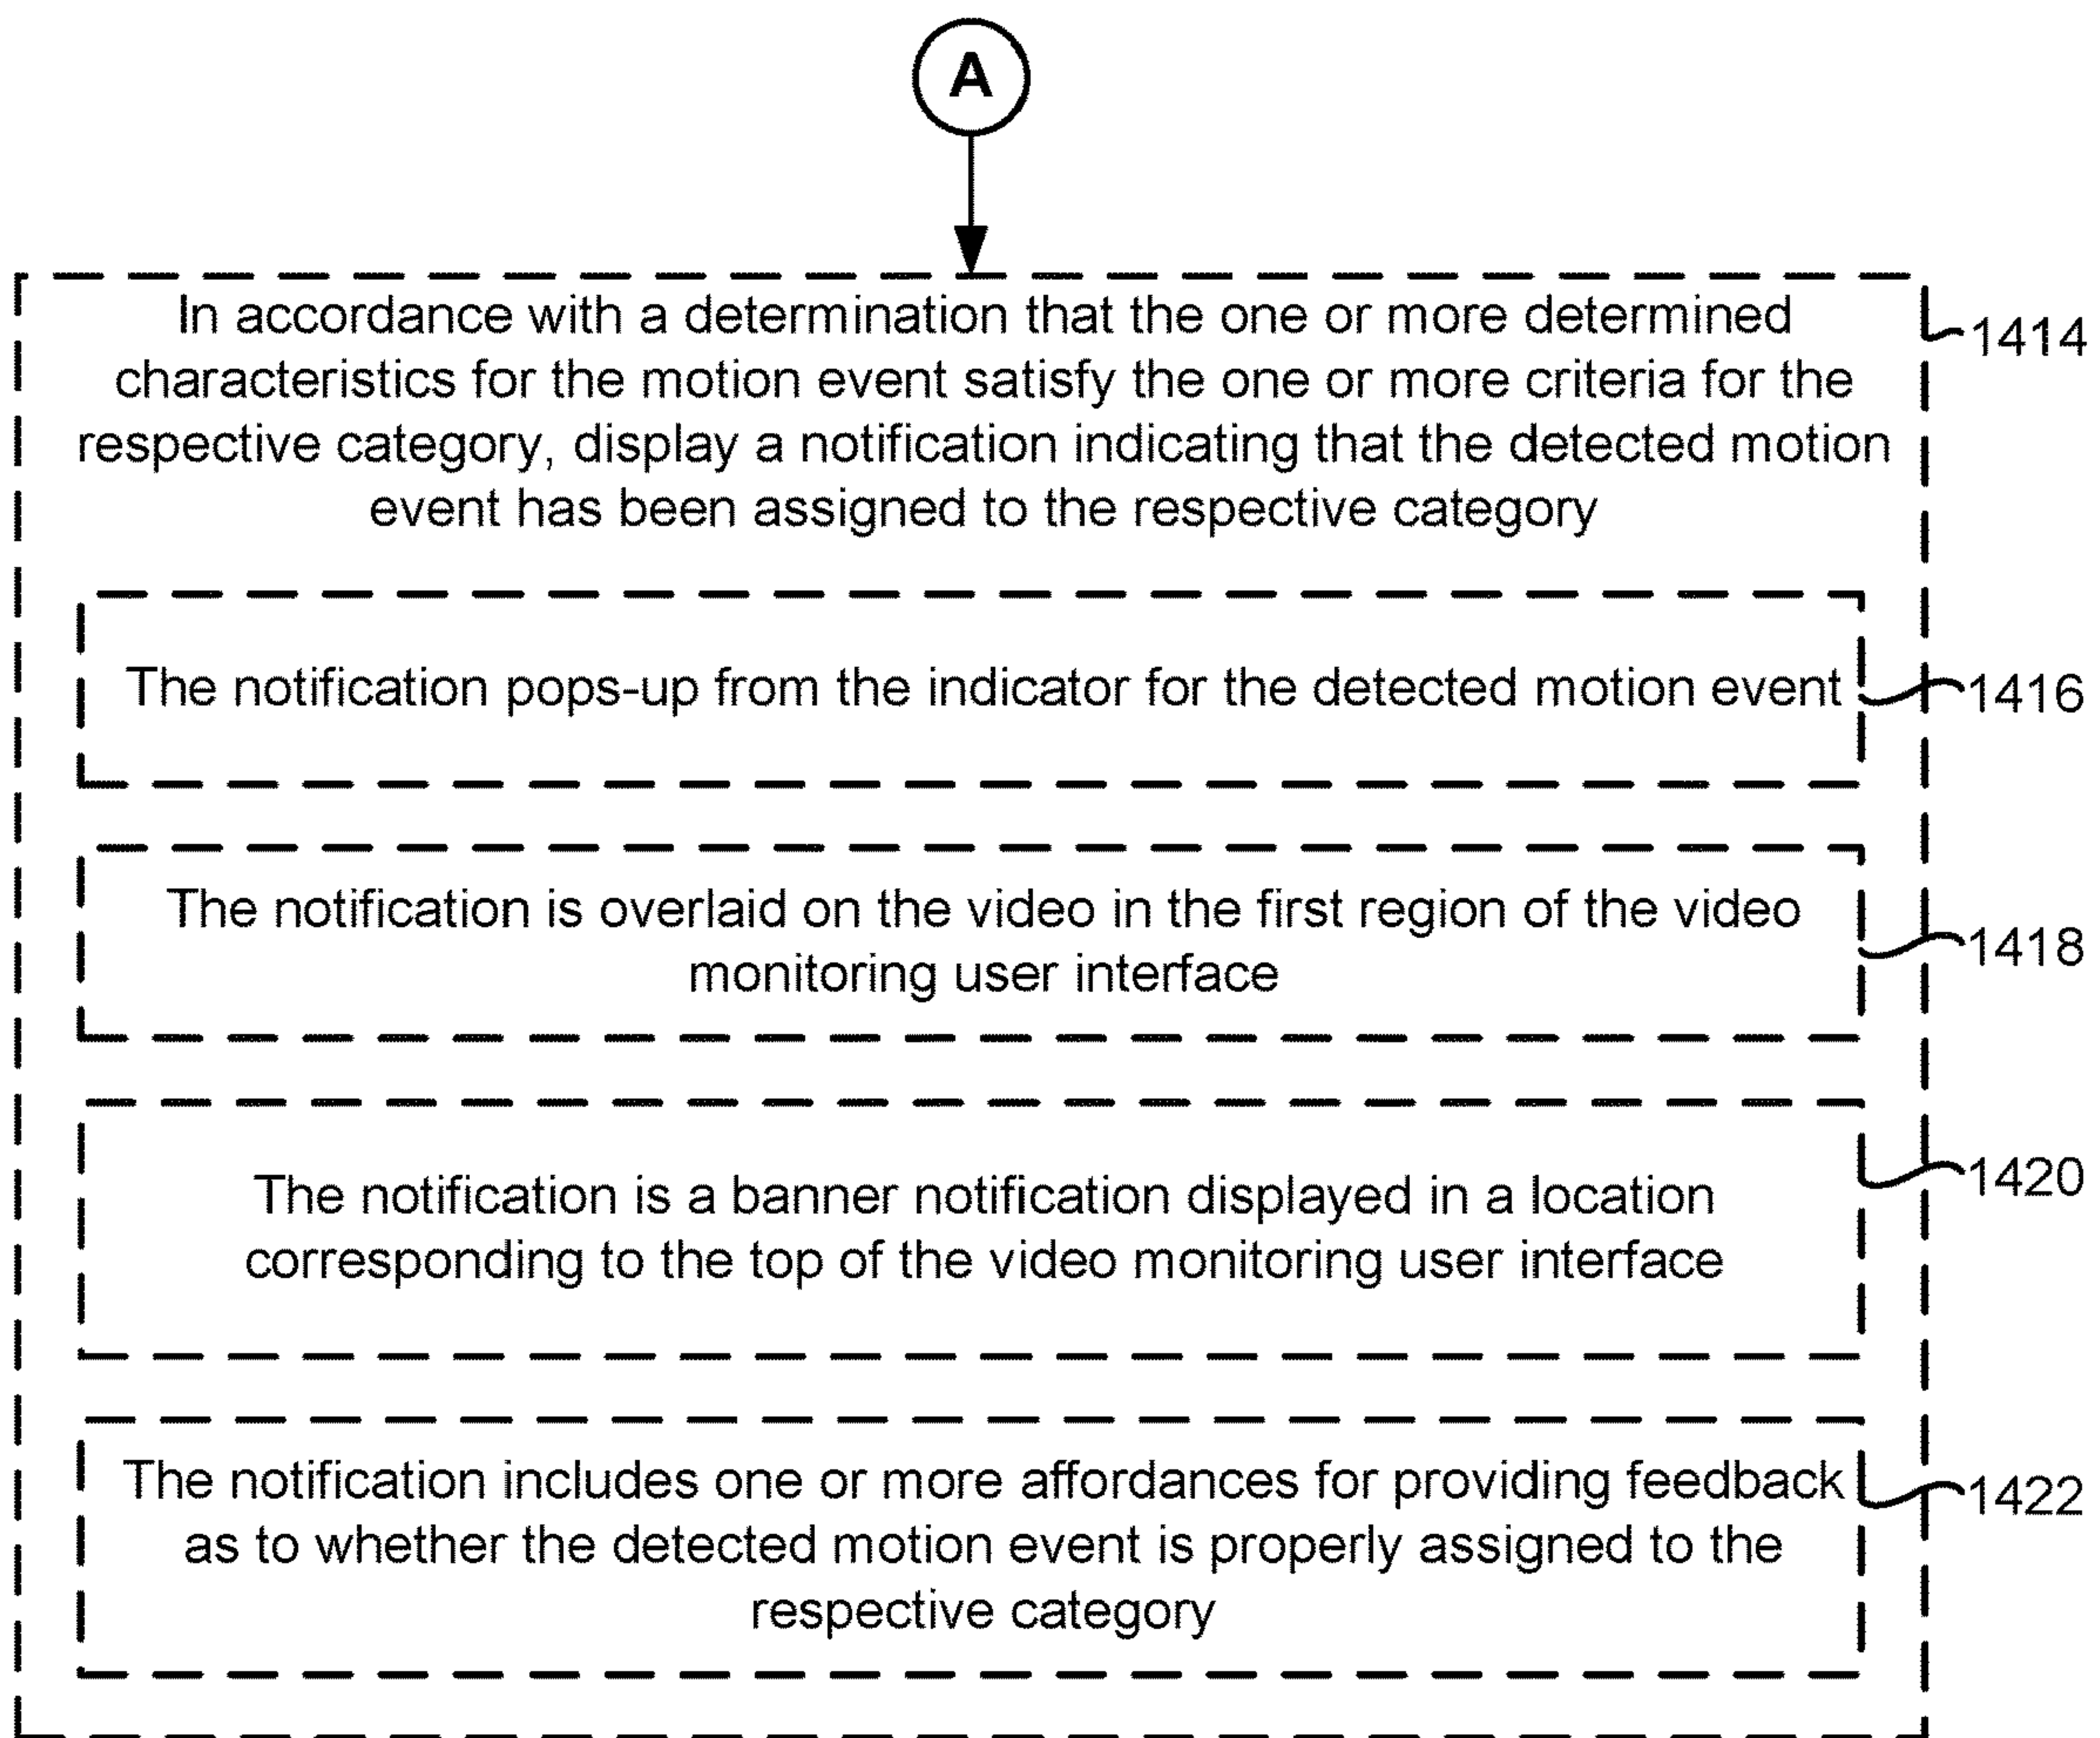 A
In accordance with a determination that the one or more determined
characteristics for the motion event satisfy the one or more criteria for the
respective category, display a notification indicating that the detected motion
event has been assigned to the respective category
1414
The notification pops-up from the indicator for the detected motion event
1416
The notification is overlaid on the video in the first region of the video
monitoring user interface
1418
The notification is a banner notification displayed in a location
corresponding to the top of the video monitoring user interface
1420
The notification includes one or more affordances for providing feedback
as to whether the detected motion event is properly assigned to the
respective category
1422